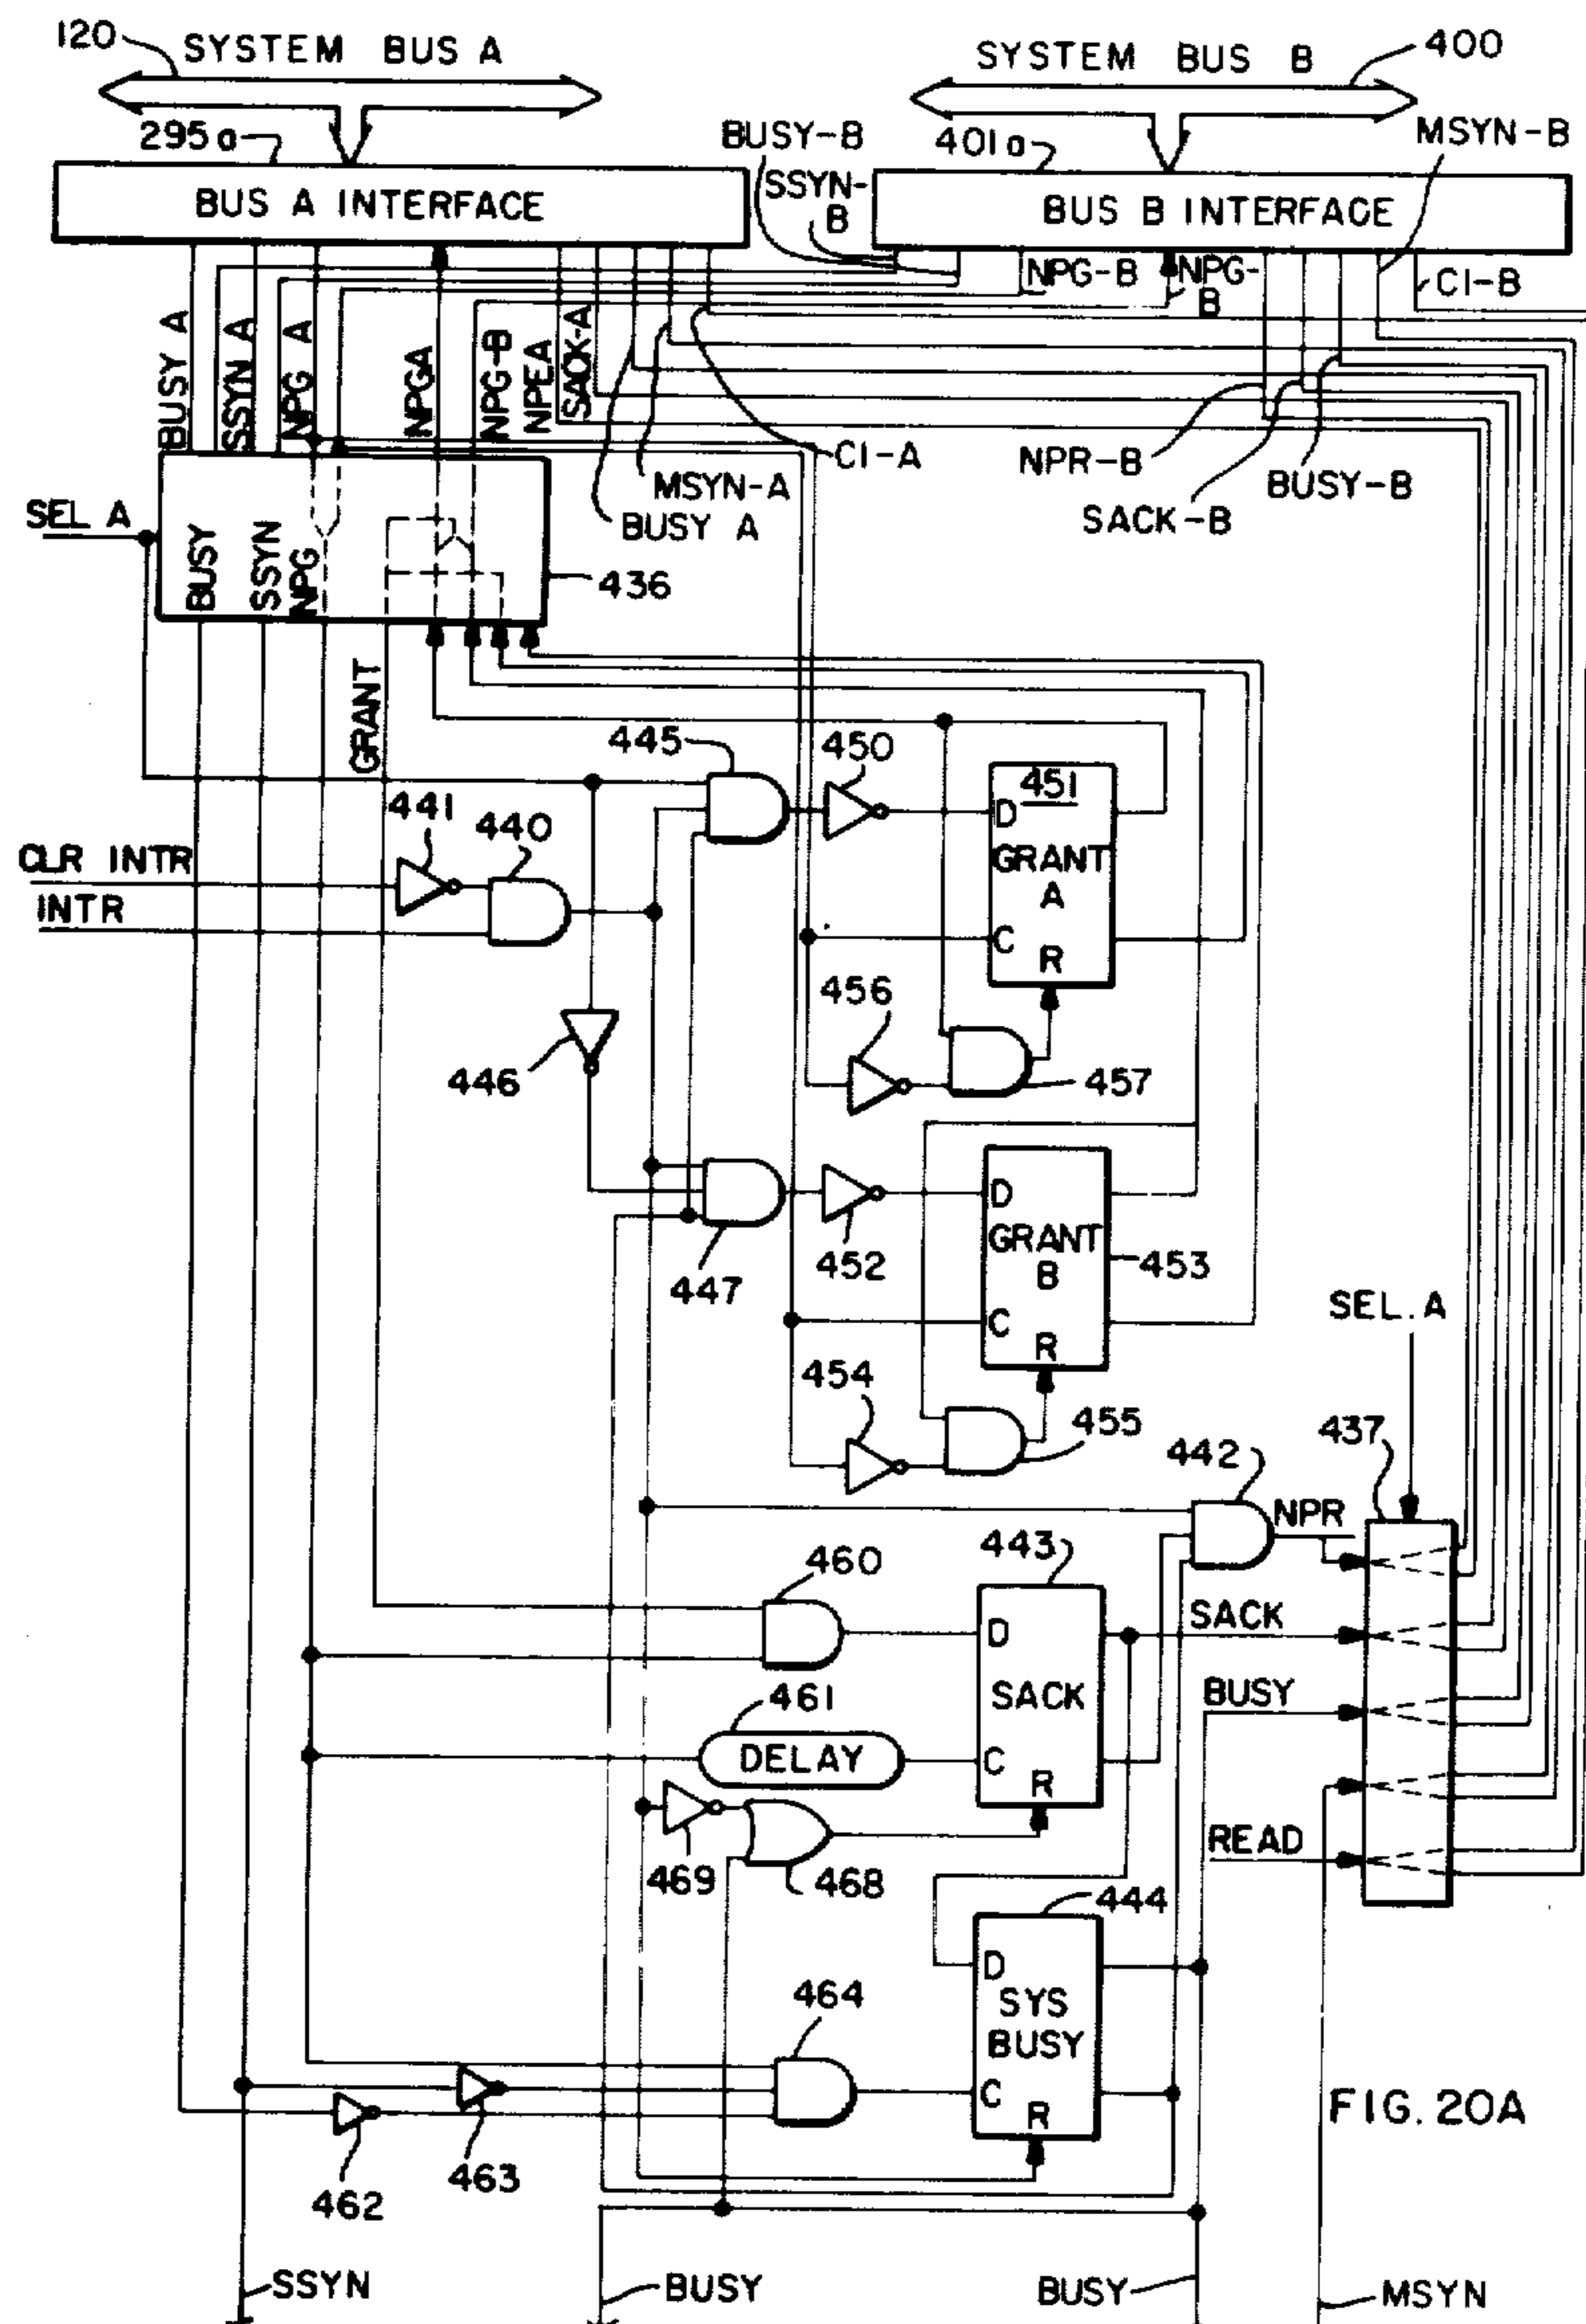 120
SYSTEM BUS A
SYSTEM BUS B
400
295a
BUSY-B
401a
MSYN-B
SSYN-
B
BUS A INTERFACE
BUS B INTERFACE
NPG-B
NPG-
B
C1-B
BUSY A
SSYN A
NPG A
NPGA
NPG-B
NPEA
SACK-A
C1-A
MSYN-A
BUSY A
NPR-B
SACK-B
BUSY-B
SEL A
BUSY
SSYN
NPG
436
GRANT
445
450
441
440
CLR INTR
INTR
451
D
GRANT
A
C
R
456
446
457
D
GRANT
B
C
R
447
452
453
SEL. A
454
455
442
437
NPR
460
443
D
SACK
SACK
461
BUSY
DELAY
C
R
READ
469
468
444
D
SYS
BUSY
464
C
R
FIG. 20A
463
462
SSYN
BUSY
BUSY
MSYN